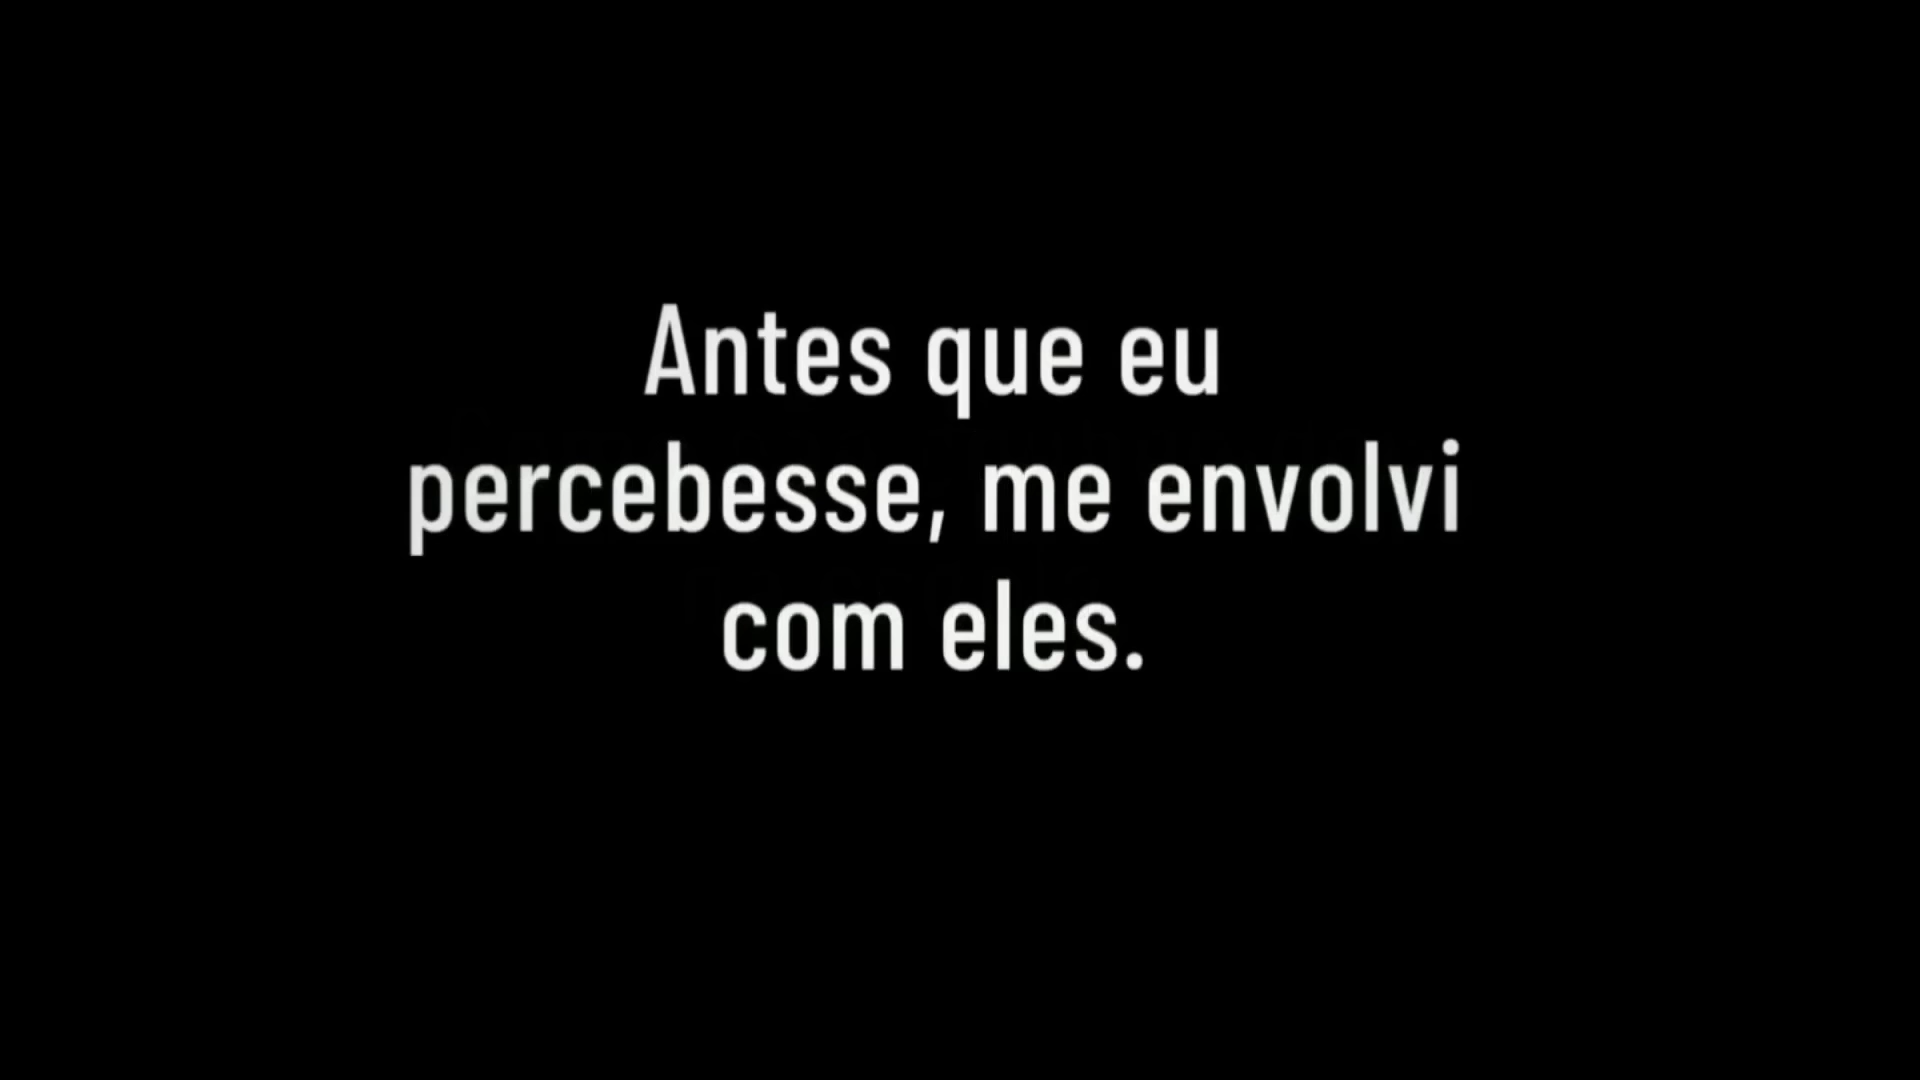 Antes que eu
percebesse, me envolvi
com eles.